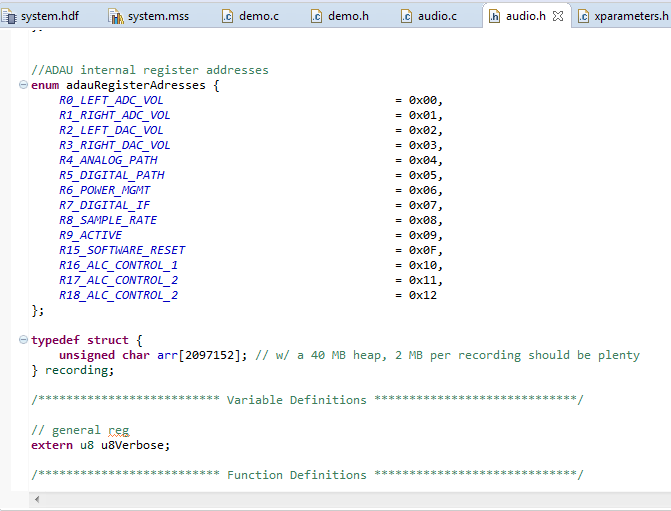 system.hdf system.mss demo.c demo.h audio.c audio.h xparameters.h
};
//ADAU internal register addresses
enum adauRegisterAdresses {
R0_LEFT_ADC_VOL = 0x00,
R1_RIGHT_ADC_VOL = 0x01,
R2_LEFT_DAC_VOL = 0x02,
R3_RIGHT_DAC_VOL = 0x03,
R4_ANALOG_PATH = 0x04,
R5_DIGITAL_PATH = 0x05,
R6_POWER_MGMT = 0x06,
R7_DIGITAL_IF = 0x07,
R8_SAMPLE_RATE = 0x08,
R9_ACTIVE = 0x09,
R15_SOFTWARE_RESET = 0x0F,
R16_ALC_CONTROL_1 = 0x10,
R17_ALC_CONTROL_2 = 0x11,
R18_ALC_CONTROL_2 = 0x12
};
typedef struct {
unsigned char arr[2097152]; // w/ a 40 MB heap, 2 MB per recording should be plenty
} recording;
/************************** Variable Definitions *****************************/
// general reg
extern u8 u8Verbose;
/************************** Function Definitions *****************************/